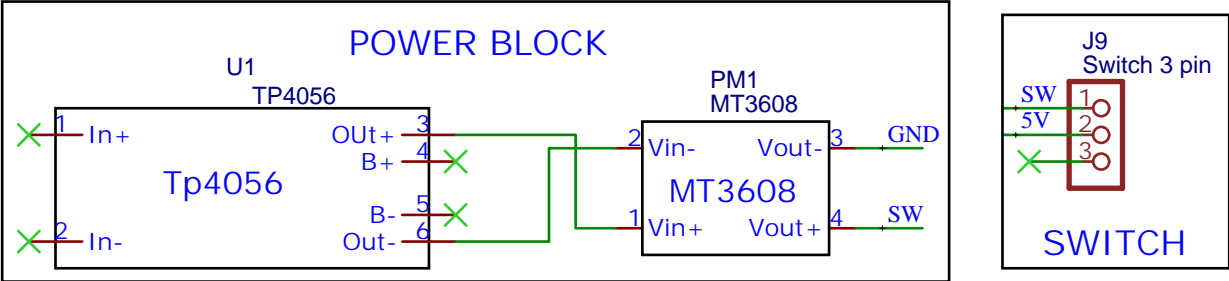 POWER BLOCK
U1
TP4056
1 In+
OUt+ 3
B+ 4
Tp4056
B- 5
2 In-
Out- 6
PM1
MT3608
2 Vin-
Vout- 3 GND
MT3608
1 Vin+
Vout+ 4 SW
J9
Switch 3 pin
SW 1
5V 2
3
SWITCH